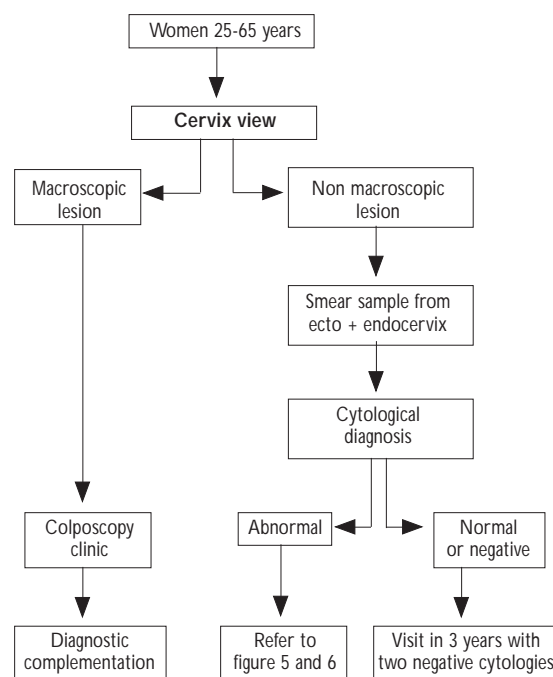 Women 25-65 years
Cervix view
Macroscopic
lesion
Non macroscopic
lesion
Smear sample from
ecto + endocervix
Cytological
diagnosis
Colposcopy
clinic
Abnormal
Normal
or negative
Diagnostic
complementation
Refer to
figure 5 and 6
Visit in 3 years with
two negative cytologies